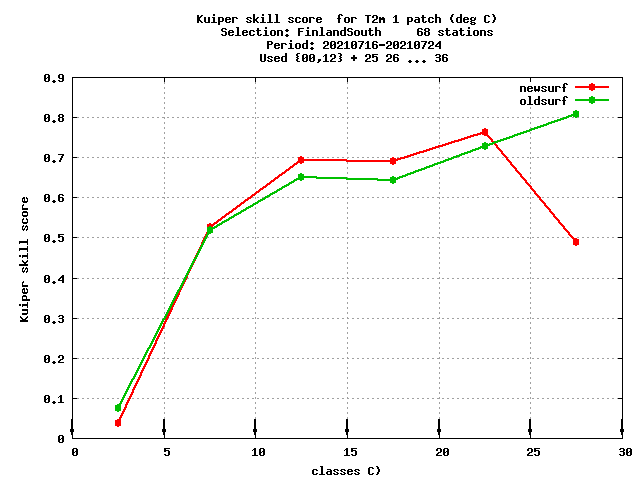 Kuiper skill score  for T2m 1 patch (deg C)
Selection: FinlandSouth     68 stations
Period: 20210716-20210724
Used {00,12} + 25 26 ... 36
newsurf
oldsurf
0.9
0.8
0.7
0.6
0.5
0.4
0.3
0.2
0.1
0
Kuiper skill score
0 5 10 15 20 25 30
classes C)